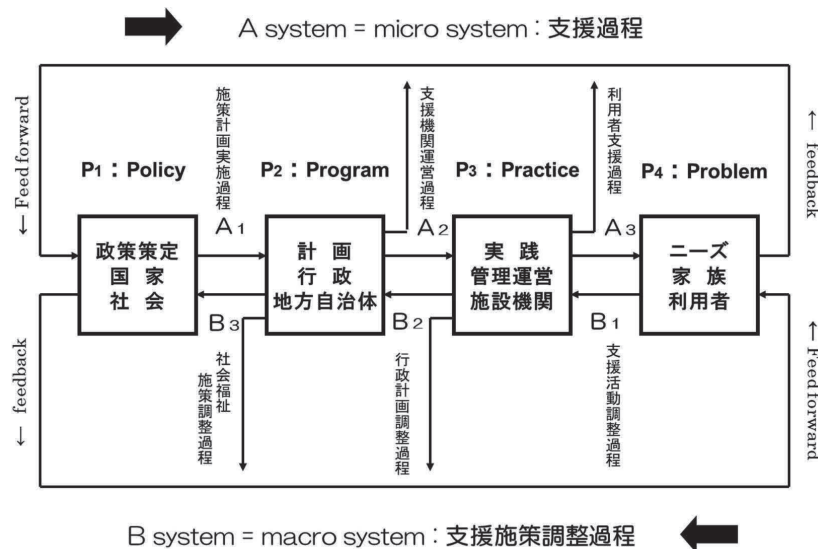 A system = micro system : 支援過程
← Feed forward
施策計画実施過程
支援機関運営過程
利用者支援過程
← feedback
P1 : Policy
P2 : Program
P3 : Practice
P4 : Problem
A1
A2
A3
政策策定
国家
社会
計画
行政
地方自治体
実践
管理運営
施設機関
ニーズ
家族
利用者
B3
B2
B1
← feedback
社会福祉
施策調整過程
行政計画調整過程
支援活動調整過程
← Feed forward
B system = macro system : 支援施策調整過程